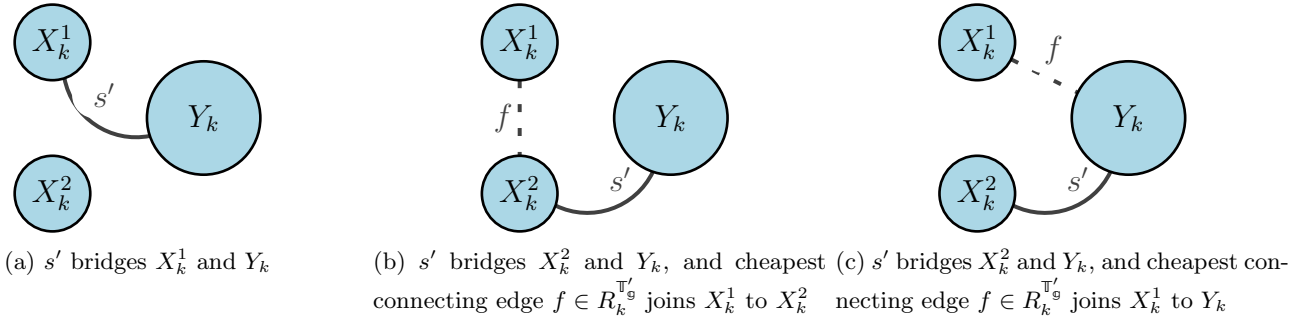 X_k^1
s′
Y_k
X_k^2
(a) s′ bridges X_k^1 and Y_k
X_k^1
f
Y_k
X_k^2
s′
(b) s′ bridges X_k^2 and Y_k, and cheapest
connecting edge f ∈ R_k^{𝕋′_𝕘} joins X_k^1 to X_k^2
X_k^1
f
Y_k
X_k^2
s′
(c) s′ bridges X_k^2 and Y_k, and cheapest con-
necting edge f ∈ R_k^{𝕋′_𝕘} joins X_k^1 to Y_k